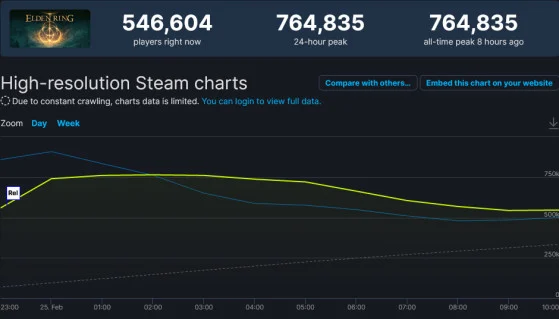 ELDEN RING
546,604
players right now
764,835
24-hour peak
764,835
all-time peak 8 hours ago
High-resolution Steam charts
Compare with others...
Embed this chart on your website
Due to constant crawling, charts data is limited. You can login to view full data.
Zoom Day Week
750k
500k
250k
0
Rel
23:00 25. Feb 01:00 02:00 03:00 04:00 05:00 06:00 07:00 08:00 09:00 10:00